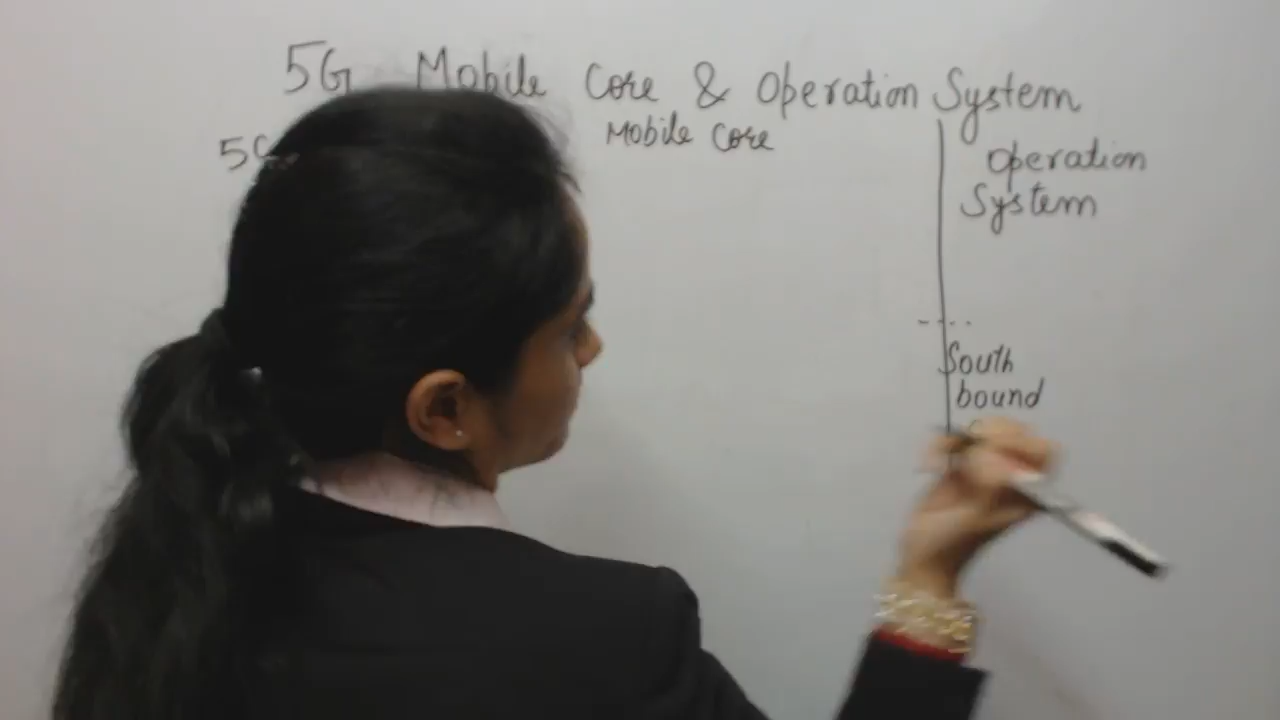 5G Mobile Core & Operation System
5G
Mobile Core
Operation
System
South
bound